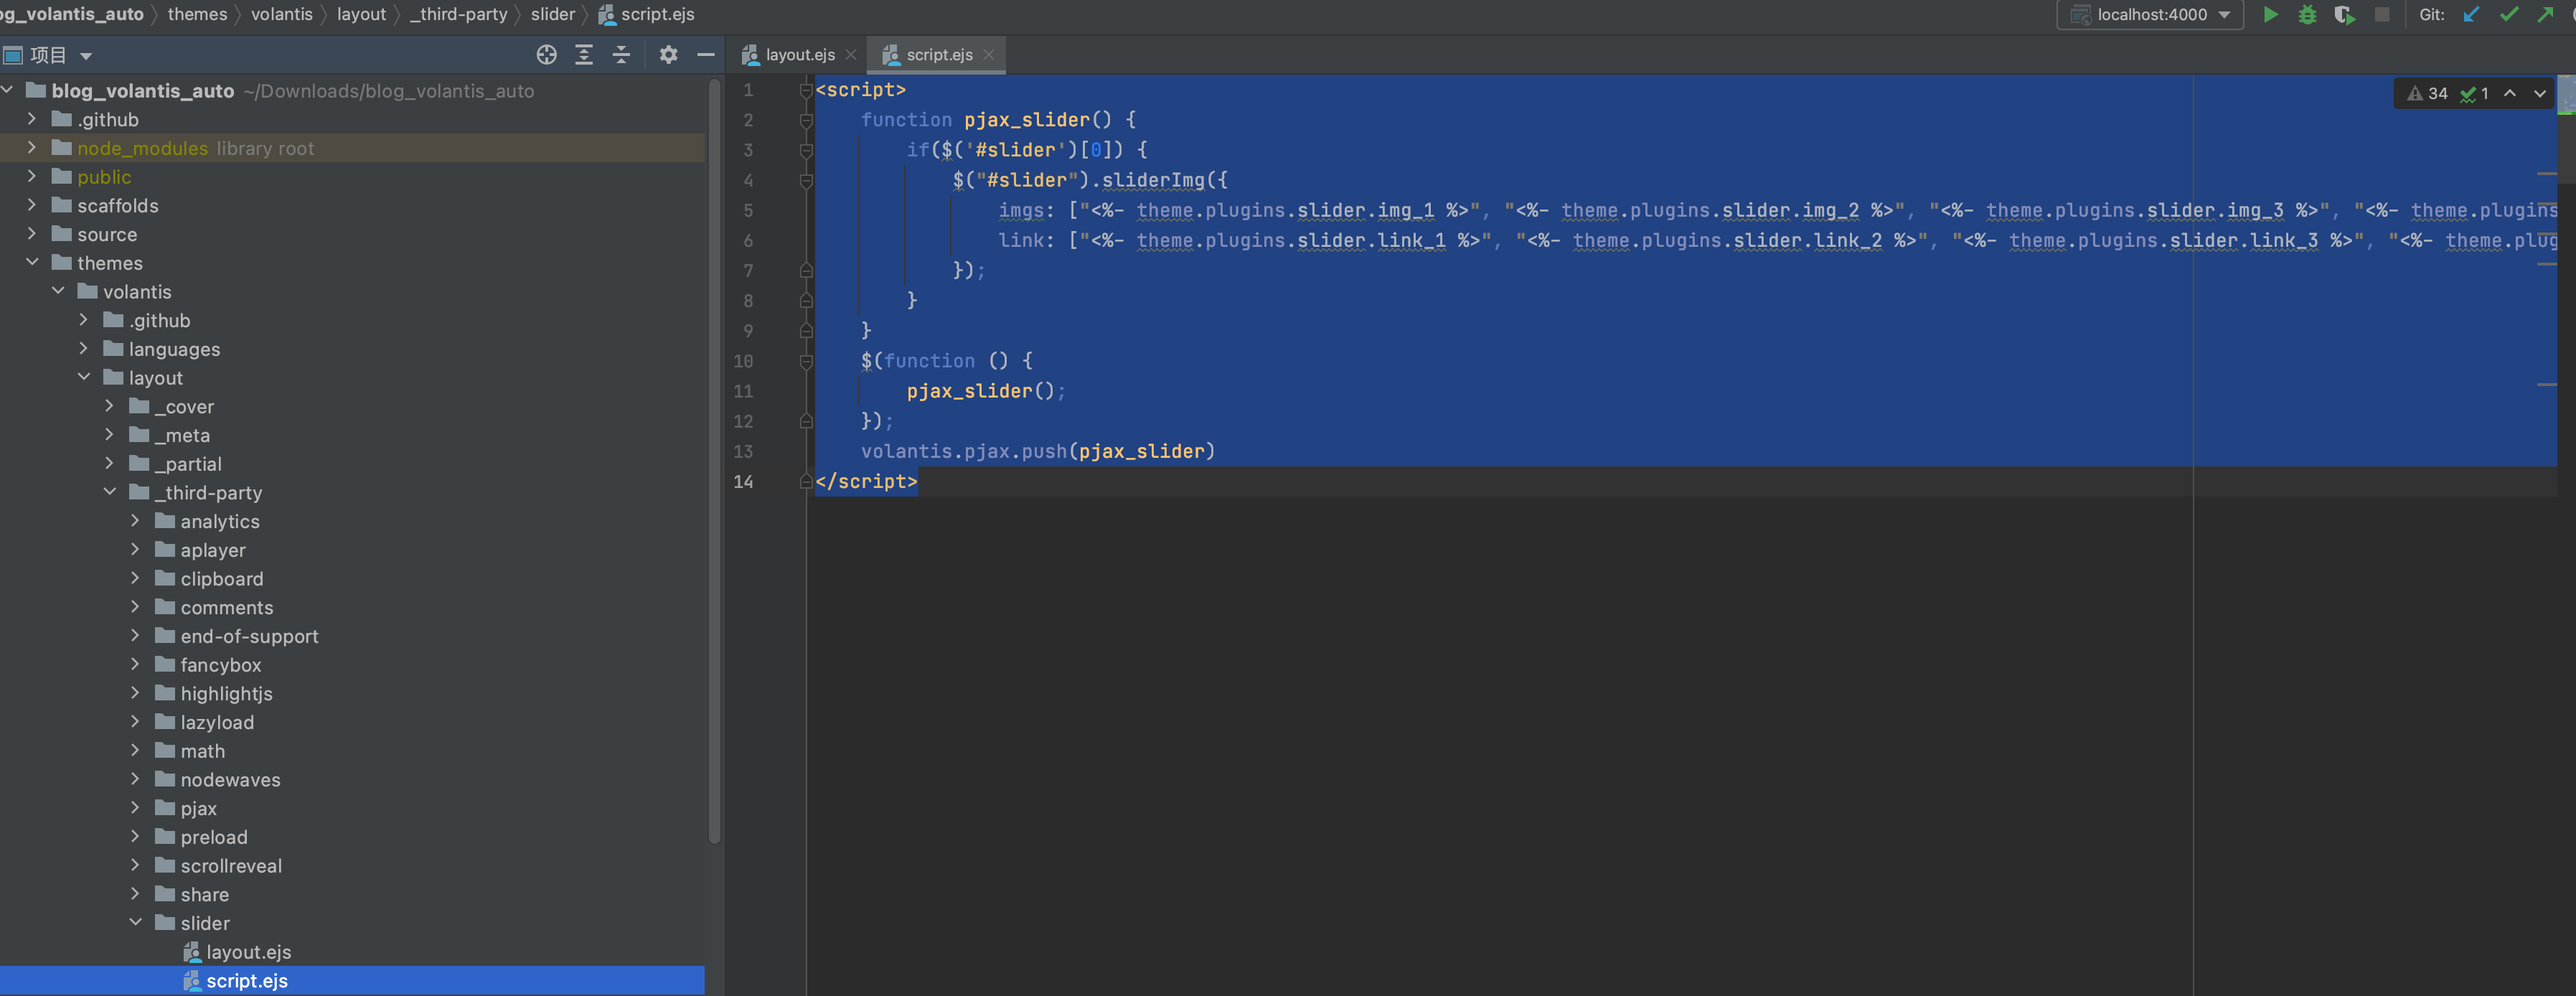 og_volantis_auto themes volantis layout _third-party slider script.ejs
localhost:4000 Git:
项目
layout.ejs script.ejs
blog_volantis_auto ~/Downloads/blog_volantis_auto
.github
node_modules library root
public
scaffolds
source
themes
volantis
.github
languages
layout
_cover
_meta
_partial
_third-party
analytics
aplayer
clipboard
comments
end-of-support
fancybox
highlightjs
lazyload
math
nodewaves
pjax
preload
scrollreveal
share
slider
layout.ejs
script.ejs
34 1
1 <script>
2 function pjax_slider() {
3 if($('#slider')[0]) {
4 $("#slider").sliderImg({
5 imgs: ["<%- theme.plugins.slider.img_1 %>", "<%- theme.plugins.slider.img_2 %>", "<%- theme.plugins.slider.img_3 %>", "<%- theme.plugins
6 link: ["<%- theme.plugins.slider.link_1 %>", "<%- theme.plugins.slider.link_2 %>", "<%- theme.plugins.slider.link_3 %>", "<%- theme.plug
7 });
8 }
9 }
10 $(function () {
11 pjax_slider();
12 });
13 volantis.pjax.push(pjax_slider)
14 </script>